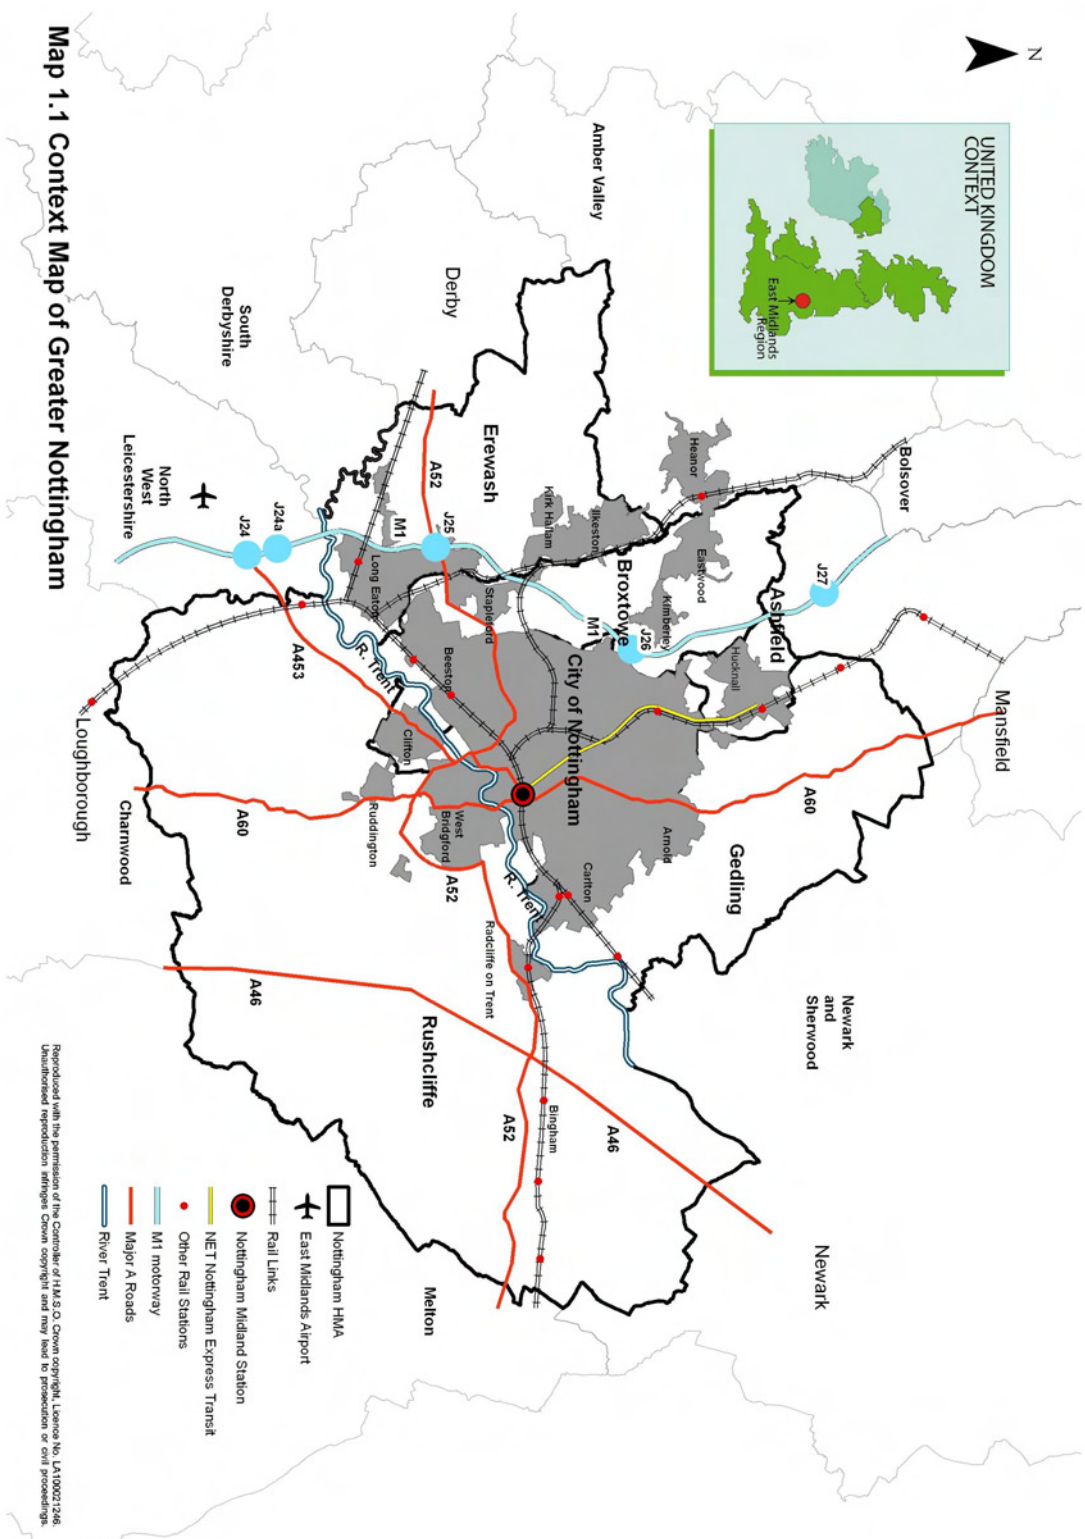 Map 1.1 Context Map of Greater Nottingham
N
UNITED KINGDOM
CONTEXT
East Midlands
Region
Bolsover
Mansfield
Amber Valley
J27
Ashfield
A60
Newark
and
Sherwood
Newark
Heanor
Eastwood
Hucknall
Gedling
Kimberley
J26
Broxtowe
M1
Ilkeston
Kirk Hallam
Arnold
City of Nottingham
Carlton
Derby
Erewash
Stapleford
A52
J25
M1
Long Eaton
Beeston
R. Trent
R. Trent
Clifton
West
Bridgford
Ruddington
A52
Radcliffe on Trent
Bingham
A46
A52
Rushcliffe
A46
Melton
South
Derbyshire
J24a
J24
A453
A60
North
West
Leicestershire
Loughborough
Charnwood
Nottingham HMA
East Midlands Airport
Rail Links
Nottingham Midland Station
NET Nottingham Express Transit
Other Rail Stations
M1 motorway
Major A Roads
River Trent
Reproduced with the permission of the Controller of H.M.S.O. Crown copyright, Licence No. LA100021246.
Unauthorised reproduction infringes Crown copyright and may lead to prosecution or civil proceedings.